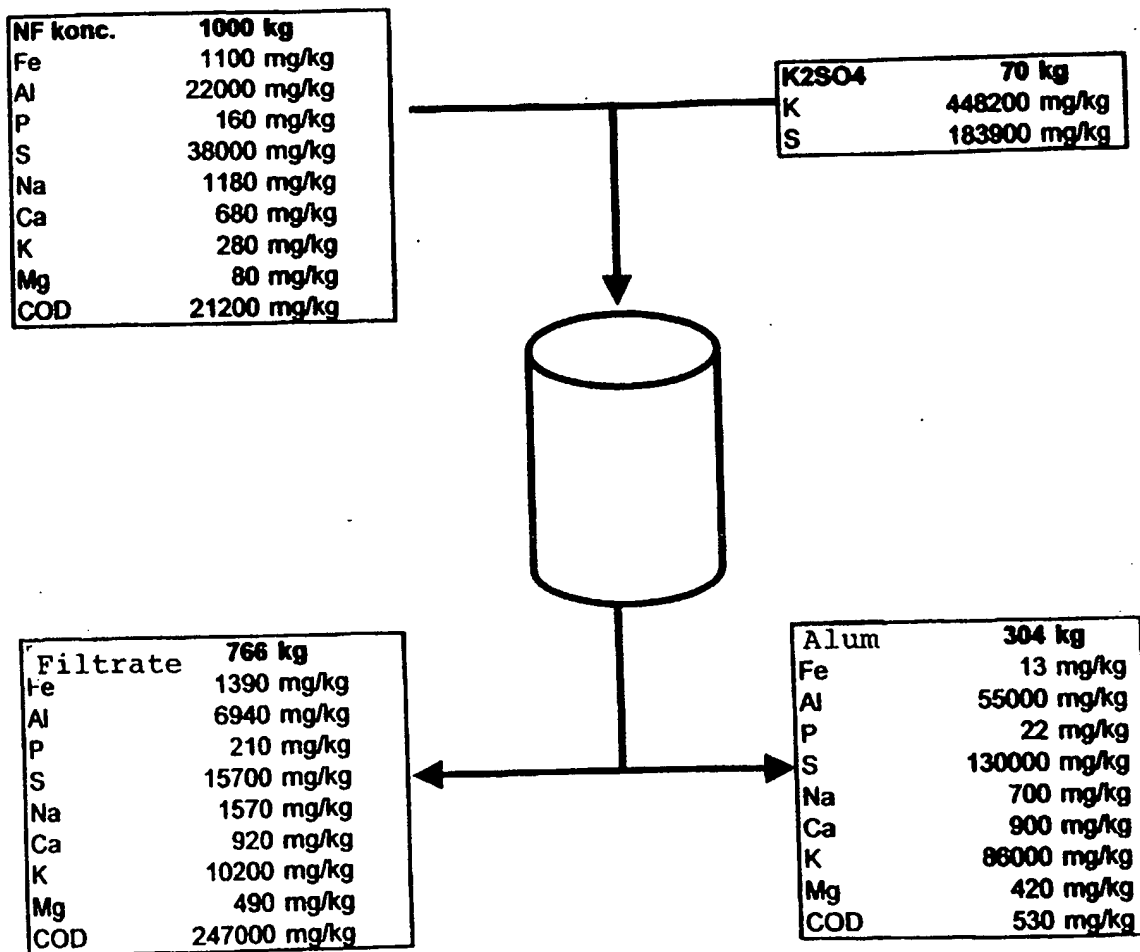 NF konc. 1000 kg
Fe 1100 mg/kg
Al 22000 mg/kg
P 160 mg/kg
S 38000 mg/kg
Na 1180 mg/kg
Ca 680 mg/kg
K 280 mg/kg
Mg 80 mg/kg
COD 21200 mg/kg
K2SO4 70 kg
K 448200 mg/kg
S 183900 mg/kg
Filtrate 766 kg
Fe 1390 mg/kg
Al 6940 mg/kg
P 210 mg/kg
S 15700 mg/kg
Na 1570 mg/kg
Ca 920 mg/kg
K 10200 mg/kg
Mg 490 mg/kg
COD 247000 mg/kg
Alum 304 kg
Fe 13 mg/kg
Al 55000 mg/kg
P 22 mg/kg
S 130000 mg/kg
Na 700 mg/kg
Ca 900 mg/kg
K 86000 mg/kg
Mg 420 mg/kg
COD 530 mg/kg